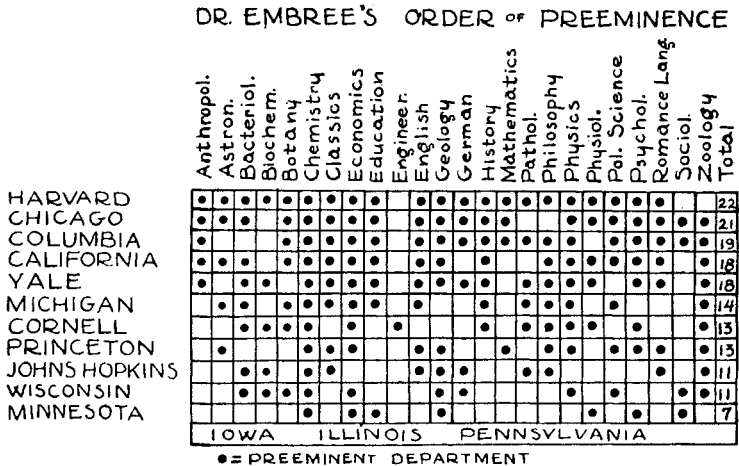 DR. EMBREE'S ORDER OF PREEMINENCE
Anthropol.
Astron.
Bacteriol.
Biochem.
Botany
Chemistry
Classics
Economics
Education
Engineer.
English
Geology
German
History
Mathematics
Pathol.
Philosophy
Physics
Physiol.
Pol. Science
Psychol.
Romance Lang
Sociol.
Zoology
Total
HARVARD 22
CHICAGO 21
COLUMBIA 19
CALIFORNIA 18
YALE 18
MICHIGAN 14
CORNELL 13
PRINCETON 13
JOHNS HOPKINS 11
WISCONSIN 11
MINNESOTA 7
IOWA ILLINOIS PENNSYLVANIA
●= PREEMINENT DEPARTMENT